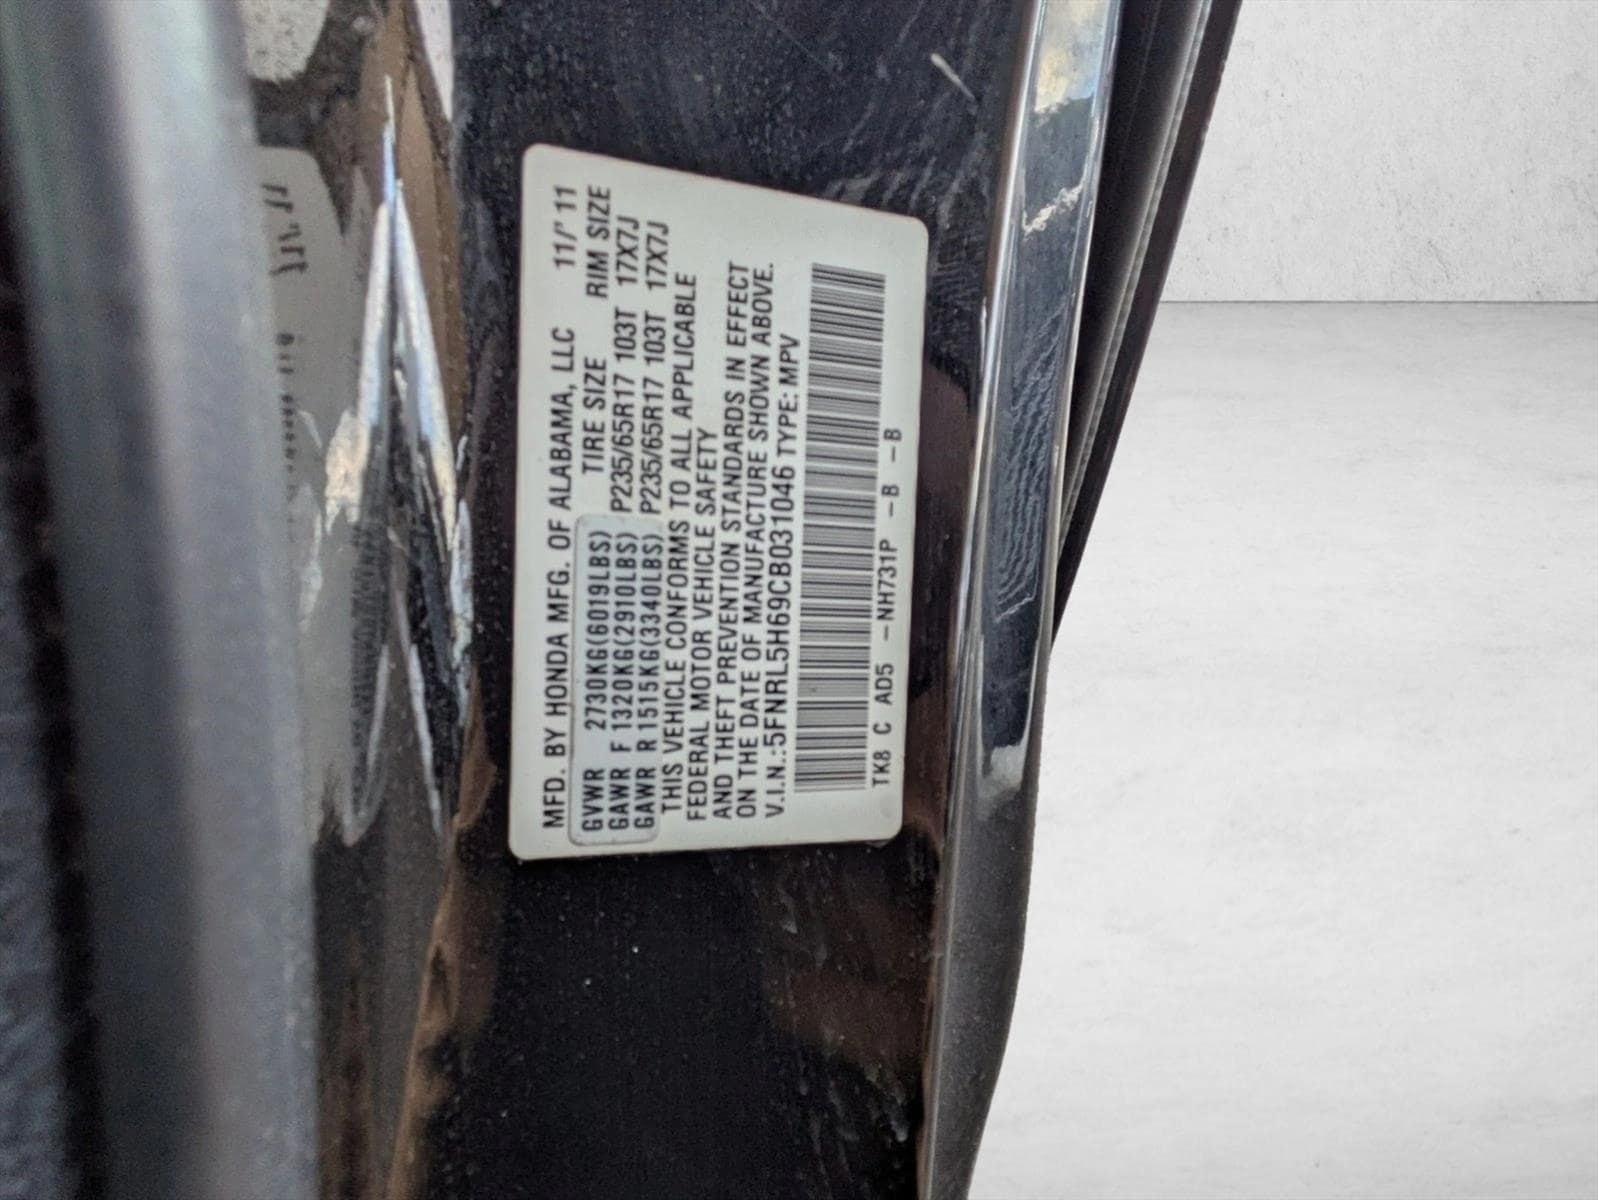 MFD. BY HONDA MFG. OF ALABAMA, LLC 11/'11
GVWR 2730KG(6019LBS) TIRE SIZE RIM SIZE
GAWR F 1320KG(2910LBS) P235/65R17 103T 17X7J
GAWR R 1515KG(3340LBS) P235/65R17 103T 17X7J
THIS VEHICLE CONFORMS TO ALL APPLICABLE
FEDERAL MOTOR VEHICLE SAFETY
AND THEFT PREVENTION STANDARDS IN EFFECT
ON THE DATE OF MANUFACTURE SHOWN ABOVE.
V.I.N.:5FNRL5H69CB031046 TYPE: MPV
TK8 C AD5 -NH731P -B -B